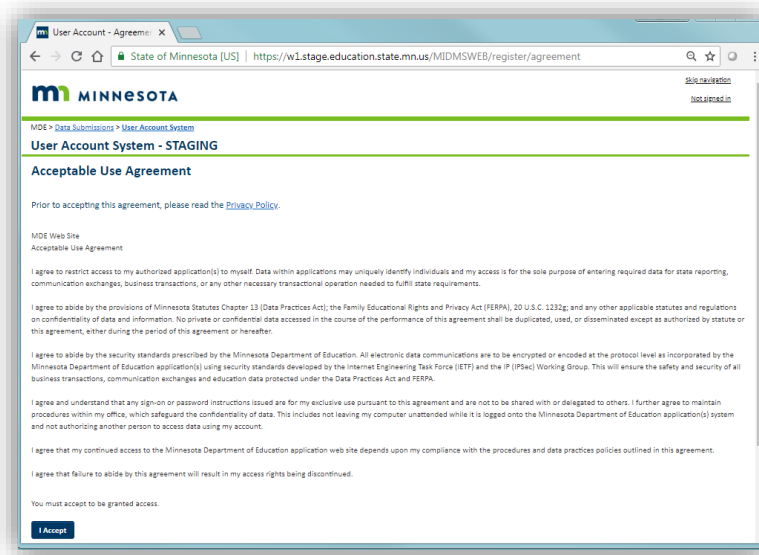 User Account - Agreemen
State of Minnesota [US] | https://w1.stage.education.state.mn.us/MIDMSWEB/register/agreement
Skip navigation
mn MINNESOTA
Not signed in
MDE > Data Submissions > User Account System
User Account System - STAGING
Acceptable Use Agreement
Prior to accepting this agreement, please read the Privacy Policy.
MDE Web Site
Acceptable Use Agreement
I agree to restrict access to my authorized application(s) to myself. Data within applications may uniquely identify individuals and my access is for the sole purpose of entering required data for state reporting,
communication exchanges, business transactions, or any other necessary transactional operation needed to fulfill state requirements.
I agree to abide by the provisions of Minnesota Statutes Chapter 13 (Data Practices Act); the Family Educational Rights and Privacy Act (FERPA), 20 U.S.C. 1232g; and any other applicable statutes and regulations
on confidentiality of data and information. No private or confidential data accessed in the course of the performance of this agreement shall be duplicated, used, or disseminated except as authorized by statute or
this agreement, either during the period of this agreement or hereafter.
I agree to abide by the security standards prescribed by the Minnesota Department of Education. All electronic data communications are to be encrypted or encoded at the protocol level as incorporated by the
Minnesota Department of Education application(s) using security standards developed by the Internet Engineering Task Force (IETF) and the IP (IPSec) Working Group. This will ensure the safety and security of all
business transactions, communication exchanges and education data protected under the Data Practices Act and FERPA.
I agree and understand that any sign-on or password instructions issued are for my exclusive use pursuant to this agreement and are not to be shared with or delegated to others. I further agree to maintain
procedures within my office, which safeguard the confidentiality of data. This includes not leaving my computer unattended while it is logged onto the Minnesota Department of Education application(s) system
and not authorizing another person to access data using my account.
I agree that my continued access to the Minnesota Department of Education application web site depends upon my compliance with the procedures and data practices policies outlined in this agreement.
I agree that failure to abide by this agreement will result in my access rights being discontinued.
You must accept to be granted access.
I Accept